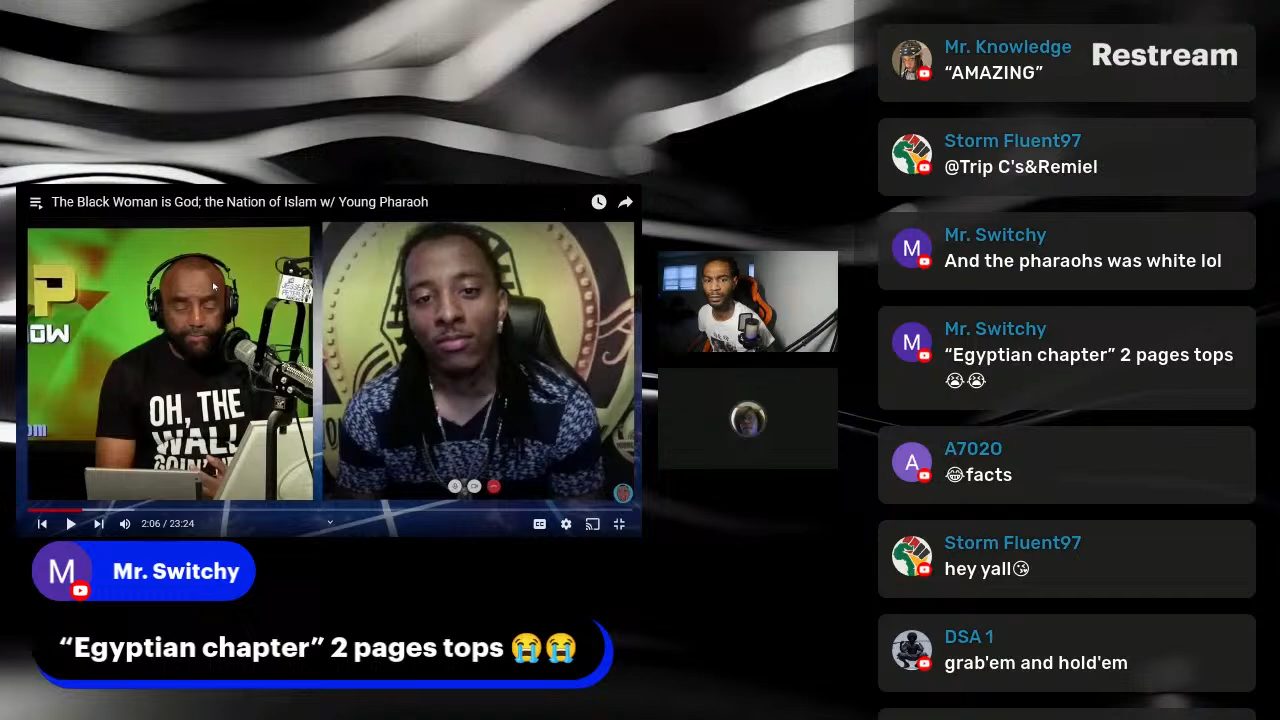 Restream
The Black Woman is God; the Nation of Islam w/ Young Pharaoh
P
OW
OH, THE
WALL
2:06 / 23:24
CC
M
Mr. Switchy
“Egyptian chapter” 2 pages tops 😭😭
Mr. Knowledge
“AMAZING”
Storm Fluent97
@Trip C's&Remiel
M
Mr. Switchy
And the pharaohs was white lol
M
Mr. Switchy
“Egyptian chapter” 2 pages tops
😭😭
A
A7020
😂facts
Storm Fluent97
hey yall😘
DSA 1
grab'em and hold'em